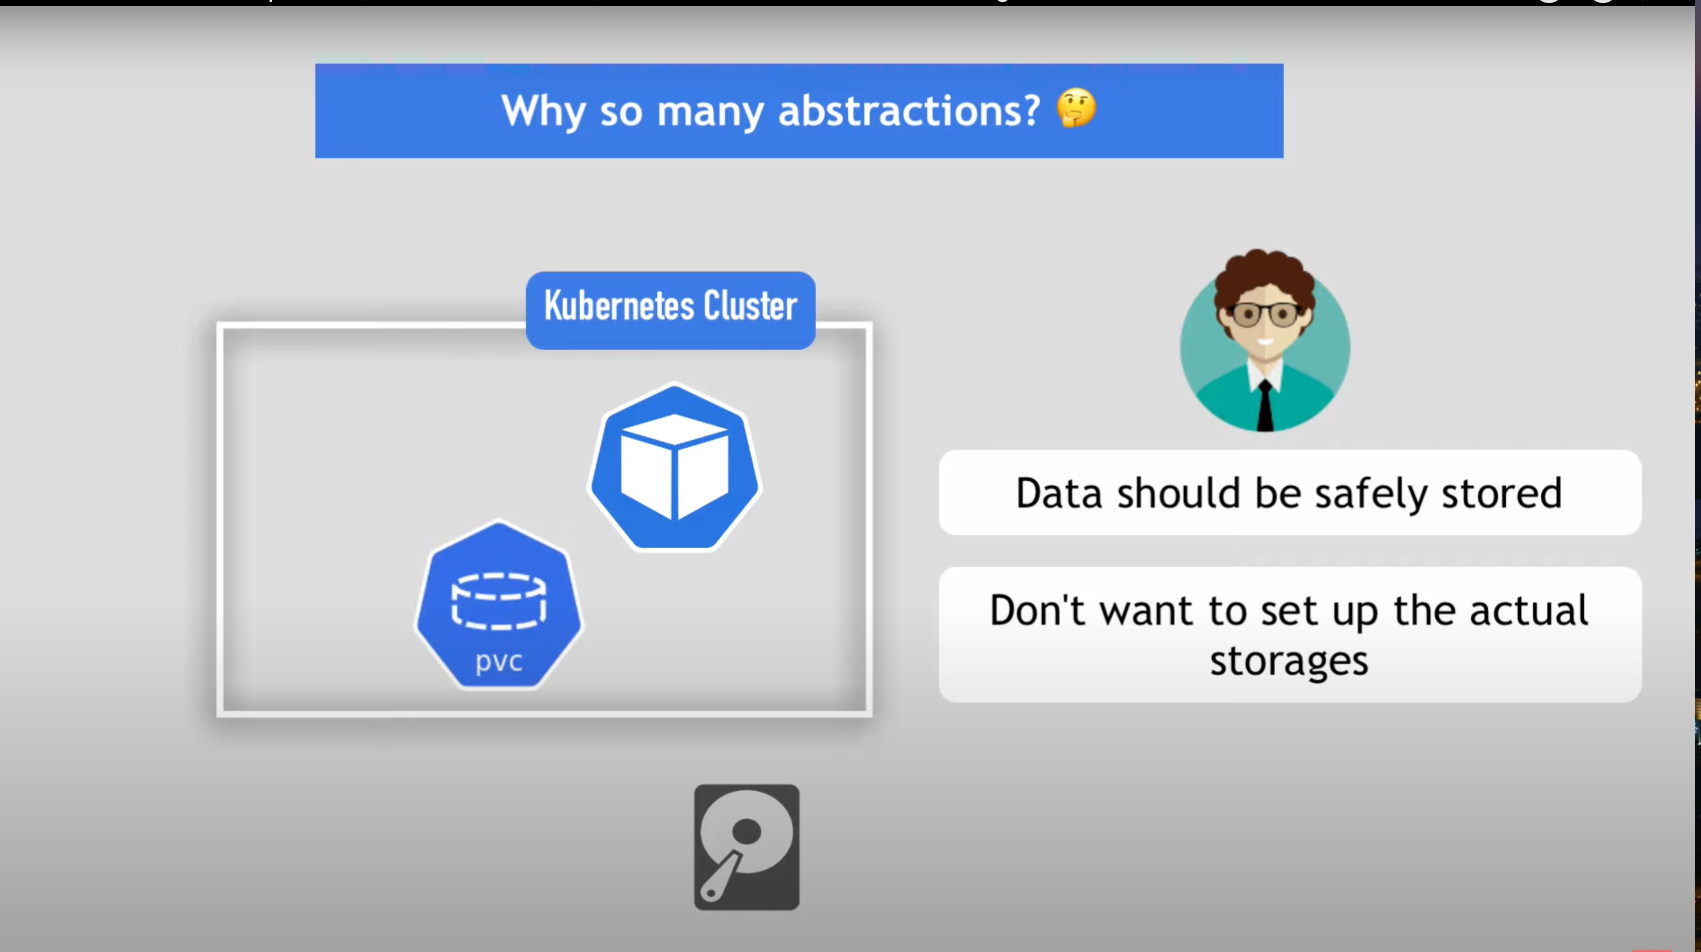 Why so many abstractions? 🤔
Kubernetes Cluster
pvc
Data should be safely stored
Don't want to set up the actual
storages